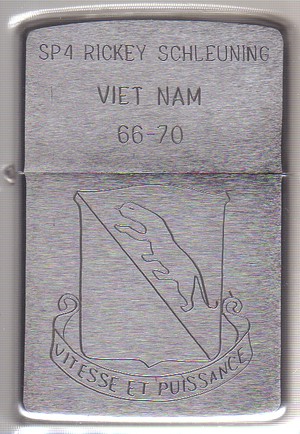 SP4 RICKEY SCHLEUNING
VIET NAM
66-70
VITESSE ET PUISSANCE